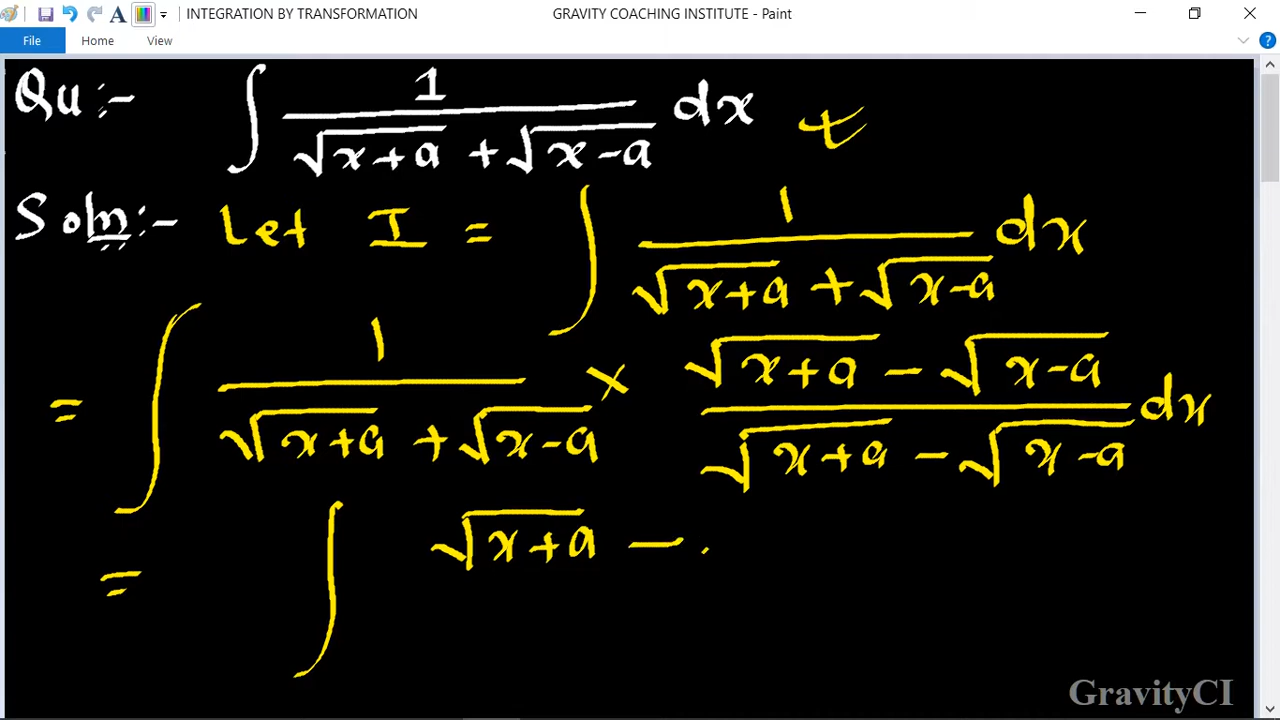 INTEGRATION BY TRANSFORMATION GRAVITY COACHING INSTITUTE - Paint
File Home View
Qu :- ∫ 1/(√(x+a) + √(x-a)) dx
Soln :- Let I = ∫ 1/(√(x+a) + √(x-a)) dx
= ∫ 1/(√(x+a) + √(x-a)) × (√(x+a) - √(x-a))/(√(x+a) - √(x-a)) dx
= ∫ √(x+a) -
GravityCI